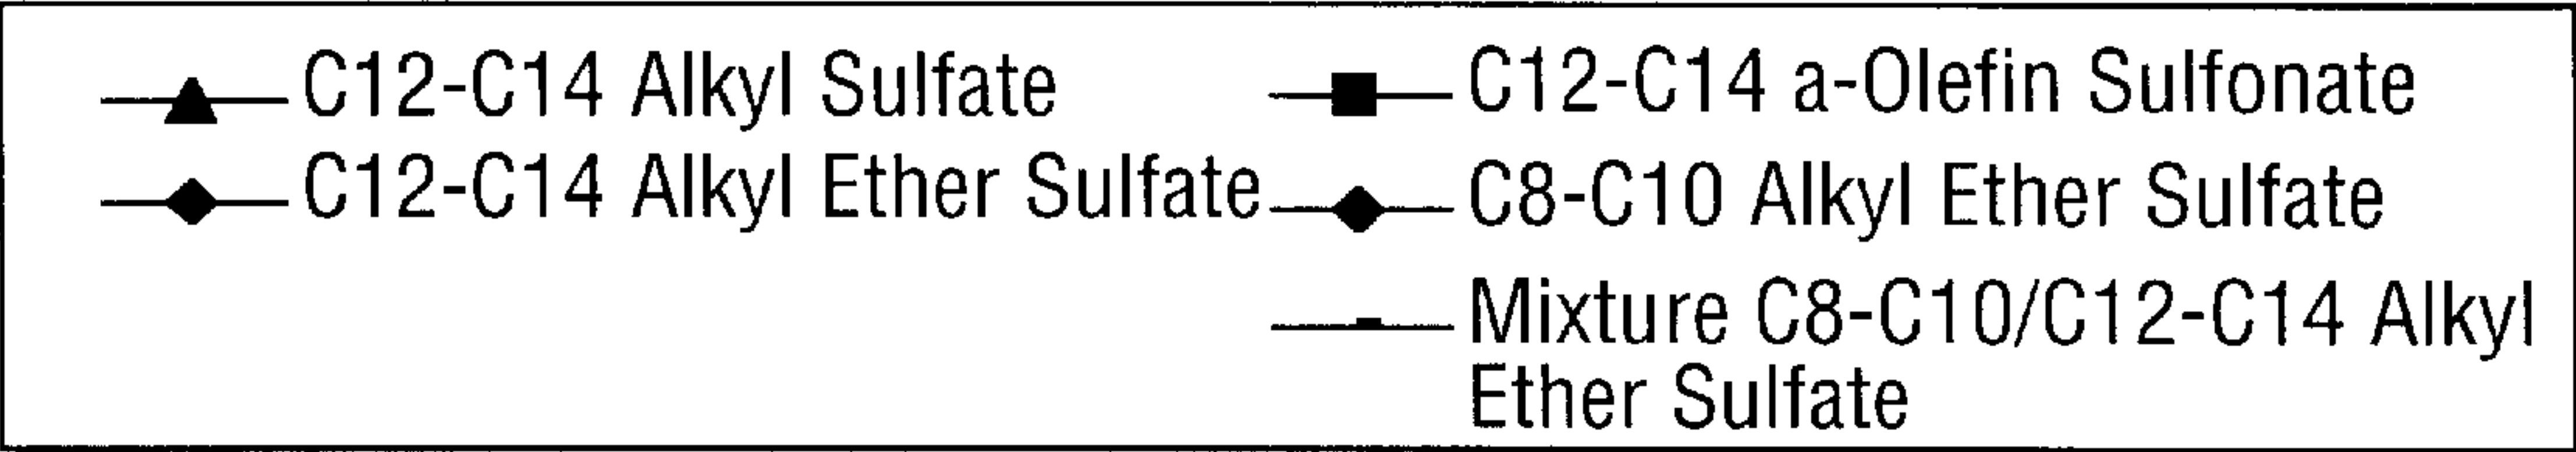 C12-C14 Alkyl Sulfate
C12-C14 a-Olefin Sulfonate
C12-C14 Alkyl Ether Sulfate
C8-C10 Alkyl Ether Sulfate
Mixture C8-C10/C12-C14 Alkyl
Ether Sulfate